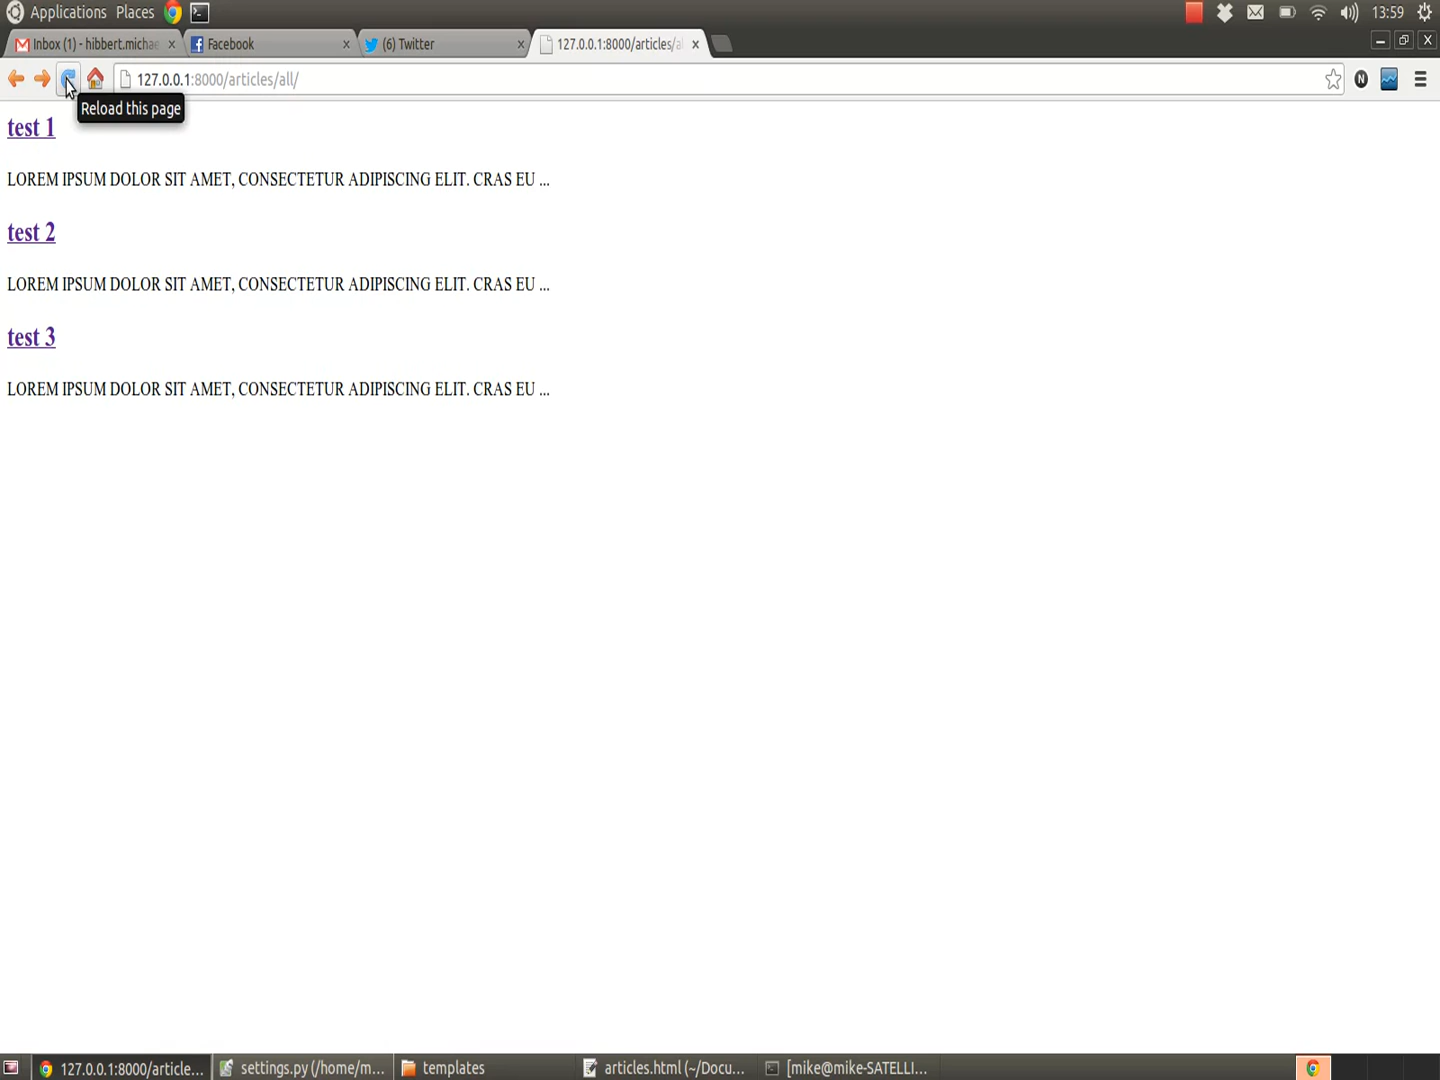 Applications Places 13:59
Inbox (1) - hibbert.michae Facebook (6) Twitter 127.0.0.1:8000/articles/a
127.0.0.1:8000/articles/all/ N
Reload this page
test 1
LOREM IPSUM DOLOR SIT AMET, CONSECTETUR ADIPISCING ELIT. CRAS EU ...
test 2
LOREM IPSUM DOLOR SIT AMET, CONSECTETUR ADIPISCING ELIT. CRAS EU ...
test 3
LOREM IPSUM DOLOR SIT AMET, CONSECTETUR ADIPISCING ELIT. CRAS EU ...
127.0.0.1:8000/article... settings.py (/home/m... templates articles.html (~/Docu... [mike@mike-SATELLI...